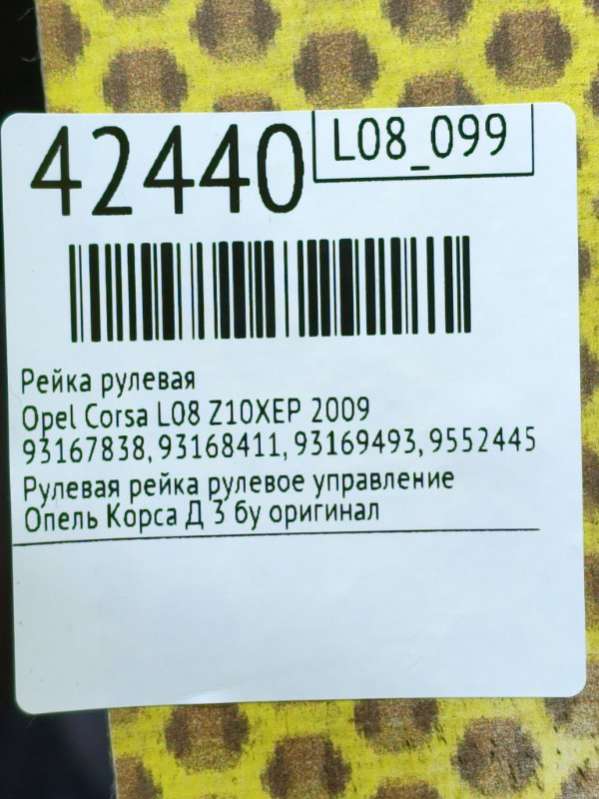 42440
L08_099
Рейка рулевая
Opel Corsa L08 Z10XEP 2009
93167838, 93168411, 93169493, 9552445
Рулевая рейка рулевое управление
Опель Корса Д 3 бу оригинал